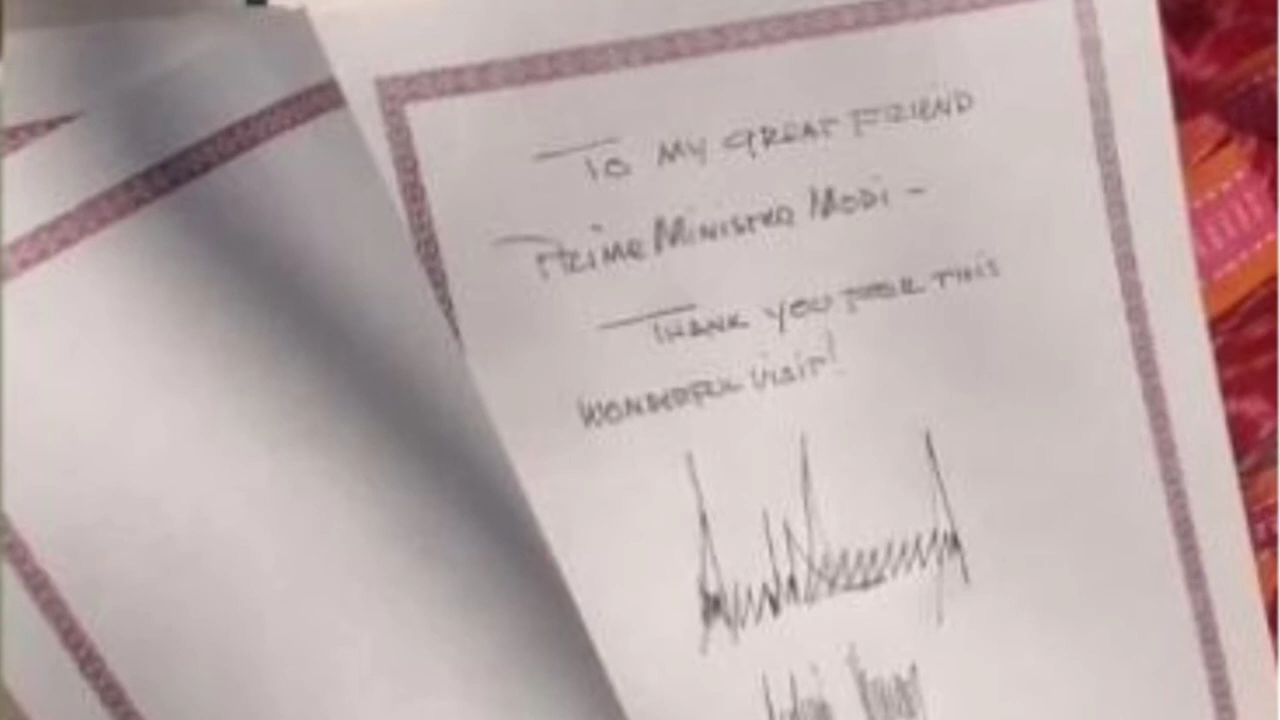 TO MY GREAT FRIEND
PRIME MINISTER MODI -
THANK YOU FOR THIS
WONDERFUL VISIT!